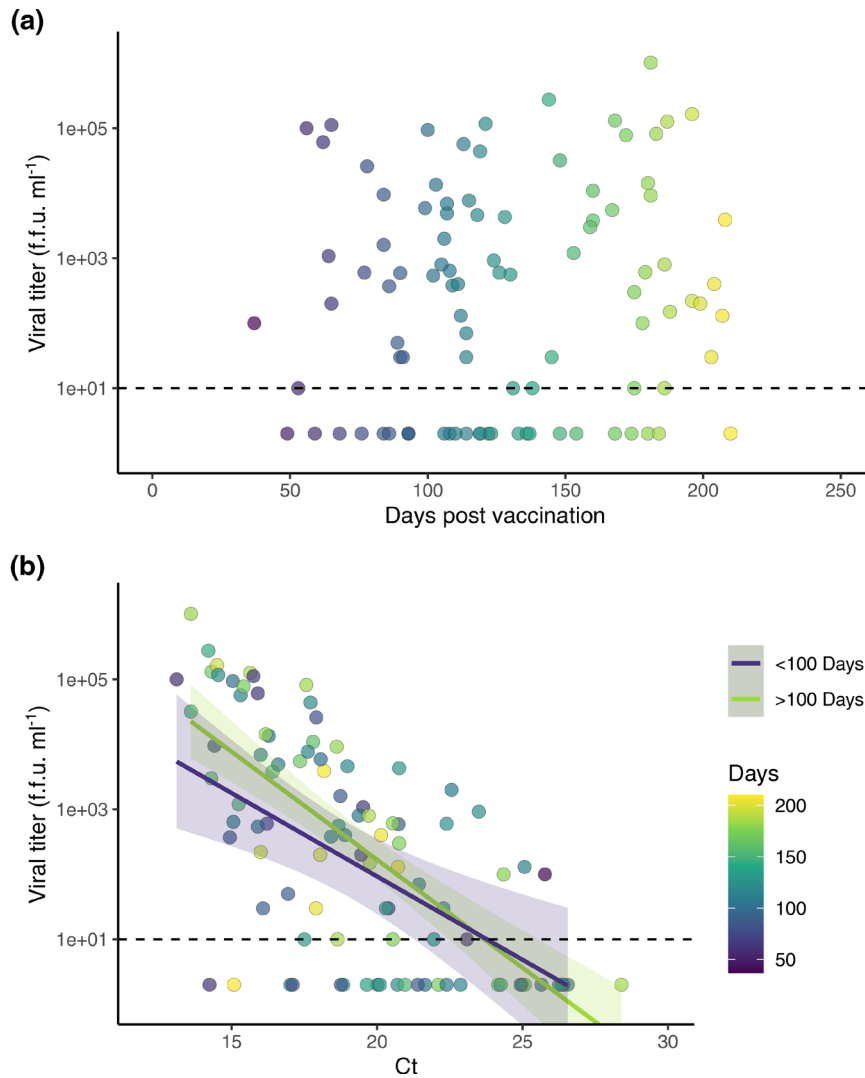 (a)
Viral titer (f.f.u. ml⁻¹)
1e+05
1e+03
1e+01
0 50 100 150 200 250
Days post vaccination
(b)
Viral titer (f.f.u. ml⁻¹)
1e+05
1e+03
1e+01
15 20 25 30
Ct
<100 Days
>100 Days
Days
200
150
100
50